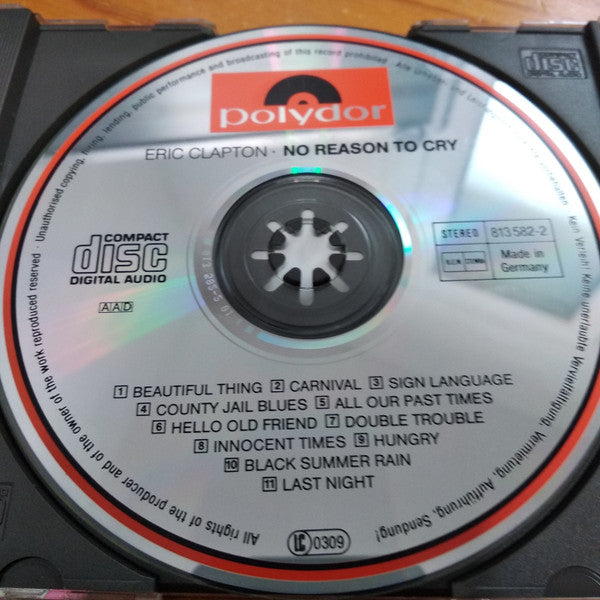 Unauthorised copying, hiring, lending, public performance and broadcasting of this record prohibited
polydor
ERIC CLAPTON · NO REASON TO CRY
COMPACT
disc
DIGITAL AUDIO
AAD
STEREO 813 582-2
Made in
Germany
1 BEAUTIFUL THING 2 CARNIVAL 3 SIGN LANGUAGE
4 COUNTY JAIL BLUES 5 ALL OUR PAST TIMES
6 HELLO OLD FRIEND 7 DOUBLE TROUBLE
8 INNOCENT TIMES 9 HUNGRY
10 BLACK SUMMER RAIN
11 LAST NIGHT
LC 0309
All rights of the producer and of the owner of the work reproduced reserved
Kein Verleih! Keine unerlaubte Vervielfältigung, Vermietung, Aufführung, Sendung!
disc